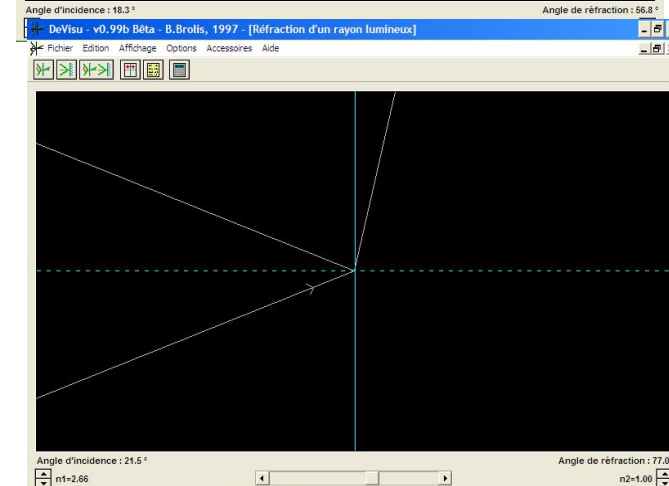 Angle d'incidence : 18.3 ° Angle de rèfraction : 56.8 °
DeVisu - v0.99b Bêta - B.Brolis, 1997 - [Réfraction d'un rayon lumineux]
Fichier Edition Affichage Options Accessoires Aide
Angle d'incidence : 21.5 ° Angle de rèfraction : 77.0
n1=2.66 n2=1.00